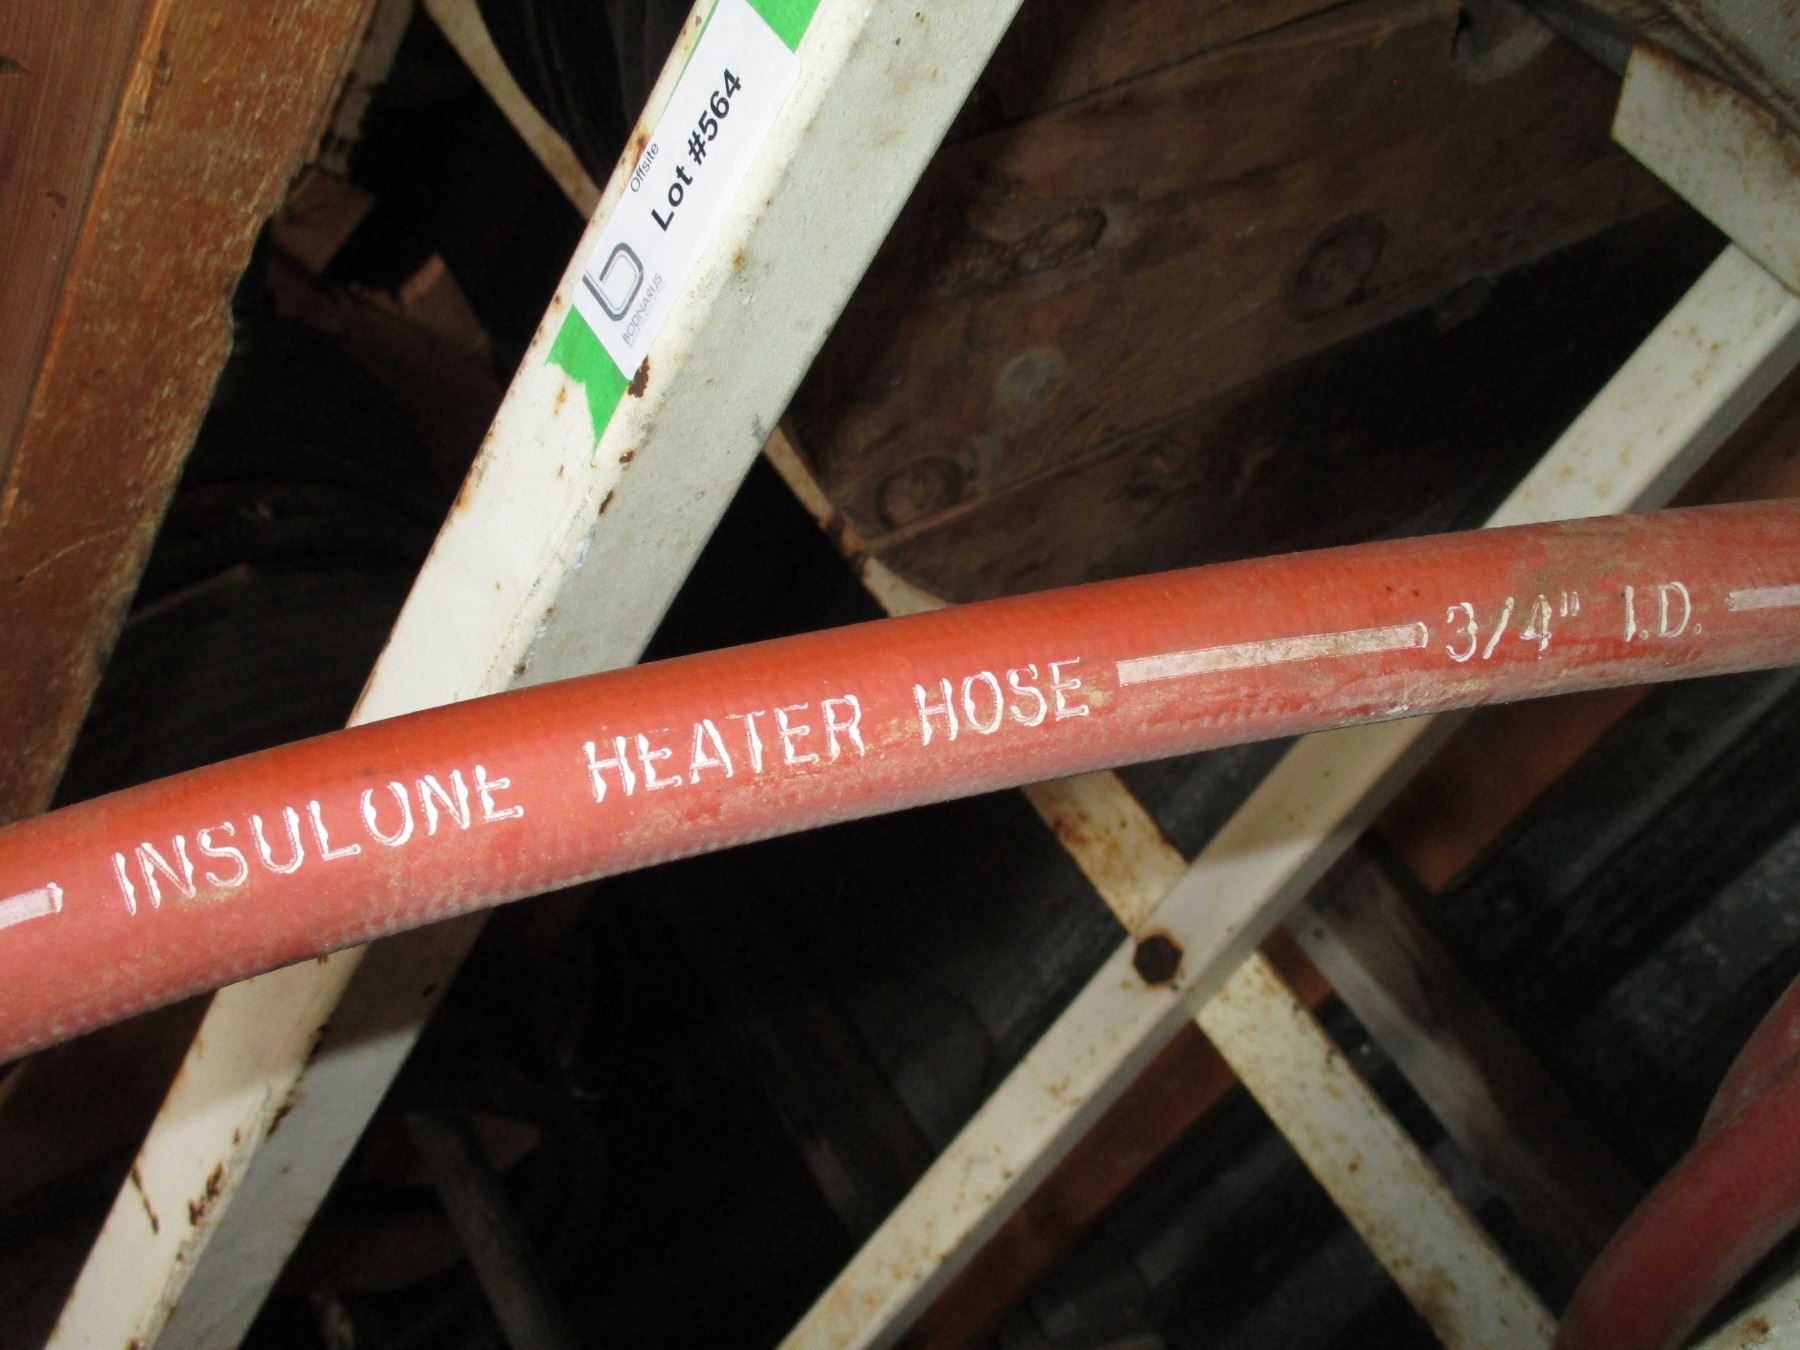 Offsite
Lot #564
BODNARUS
INSULONE HEATER HOSE 3/4" I.D.